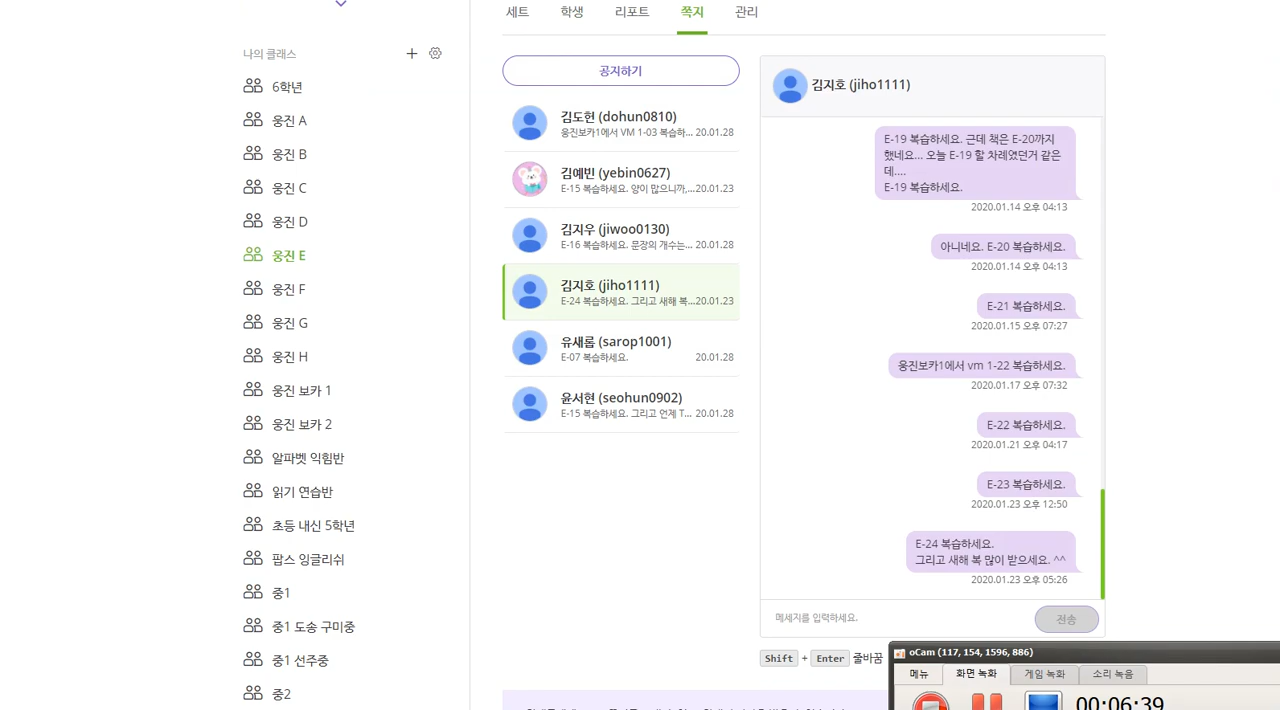 세트 학생 리포트 쪽지 관리
나의 클래스
6학년
웅진 A
웅진 B
웅진 C
웅진 D
웅진 E
웅진 F
웅진 G
웅진 H
웅진 보카 1
웅진 보카 2
알파벳 익힘반
읽기 연습반
초등 내신 5학년
팝스 잉글리쉬
중1
중1 도송 구미중
중1 선주중
중2
공지하기
김도현 (dohun0810)
웅진보카1에서 VM 1-03 복습하... 20.01.28
김예빈 (yebin0627)
E-15 복습하세요. 양이 많으니까,... 20.01.23
김지우 (jiwoo0130)
E-16 복습하세요. 문장의 개수는... 20.01.28
김지호 (jiho1111)
E-24 복습하세요. 그리고 새해 복... 20.01.23
유새롭 (sarop1001)
E-07 복습하세요. 20.01.28
윤서현 (seohun0902)
E-15 복습하세요. 그리고 언제 T... 20.01.28
김지호 (jiho1111)
E-19 복습하세요. 근데 책은 E-20까지
했네요... 오늘 E-19 할 차례였던거 같은
데....
E-19 복습하세요.
2020.01.14 오후 04:13
아니네요. E-20 복습하세요.
2020.01.14 오후 04:13
E-21 복습하세요.
2020.01.15 오후 07:27
웅진보카1에서 vm 1-22 복습하세요.
2020.01.17 오후 07:32
E-22 복습하세요.
2020.01.21 오후 04:17
E-23 복습하세요.
2020.01.23 오후 12:50
E-24 복습하세요.
그리고 새해 복 많이 받으세요. ^^
2020.01.23 오후 05:26
메세지를 입력하세요. 전송
Shift + Enter 줄바꿈
oCam (117, 154, 1596, 886)
메뉴 화면 녹화 게임 녹화 소리 녹음
00:06:39